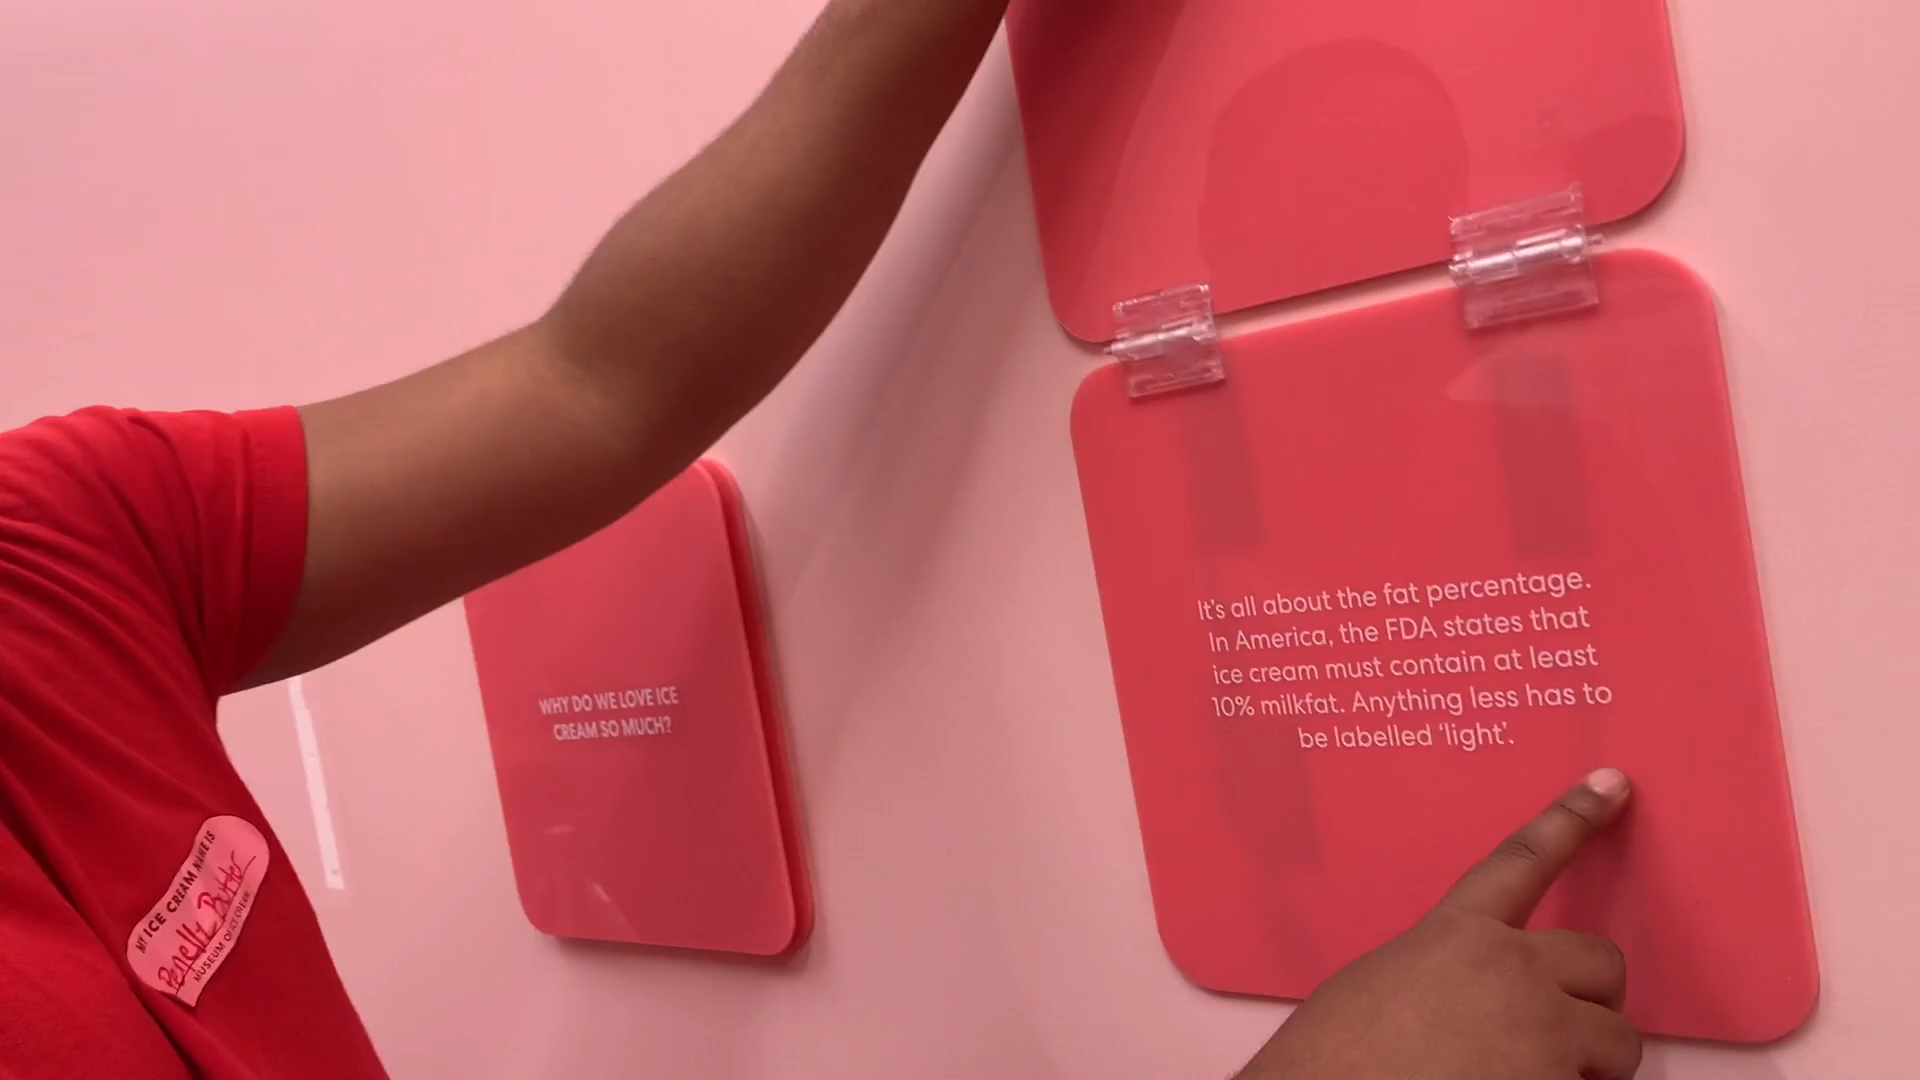 It's all about the fat percentage.
In America, the FDA states that
ice cream must contain at least
10% milkfat. Anything less has to
be labelled 'light'.
WHY DO WE LOVE ICE
CREAM SO MUCH?
MY ICE CREAM NAME IS
MUSEUM OF ICE CREAM